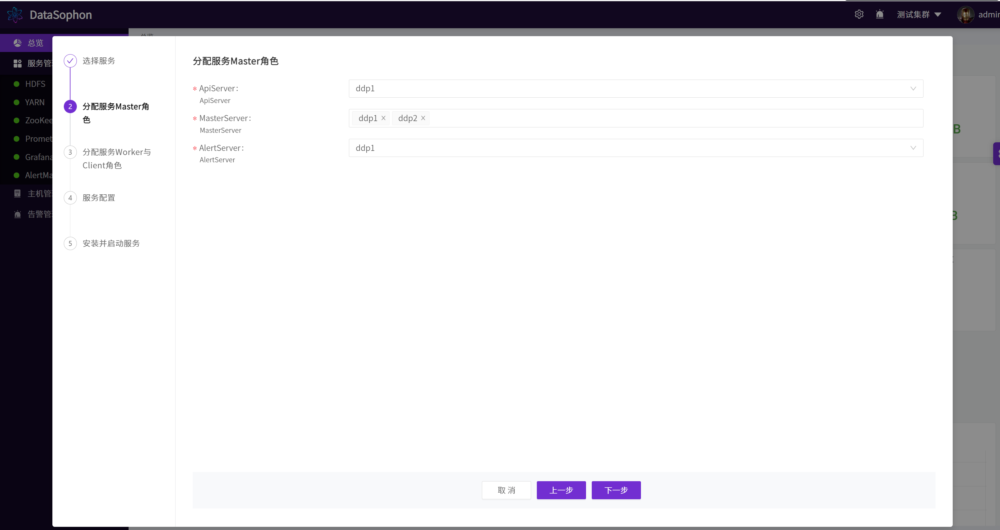 DataSophon
测试集群
admin
总览
服务管
HDFS
YARN
ZooKee
Promet
Grafana
AlertMa
主机管
告警管
选择服务
2
分配服务Master角
色
3
分配服务Worker与
Client角色
4
服务配置
5
安装并启动服务
分配服务Master角色
* ApiServer:
ApiServer
ddp1
* MasterServer:
MasterServer
ddp1
ddp2
* AlertServer:
AlertServer
ddp1
取 消
上一步
下一步
B
B